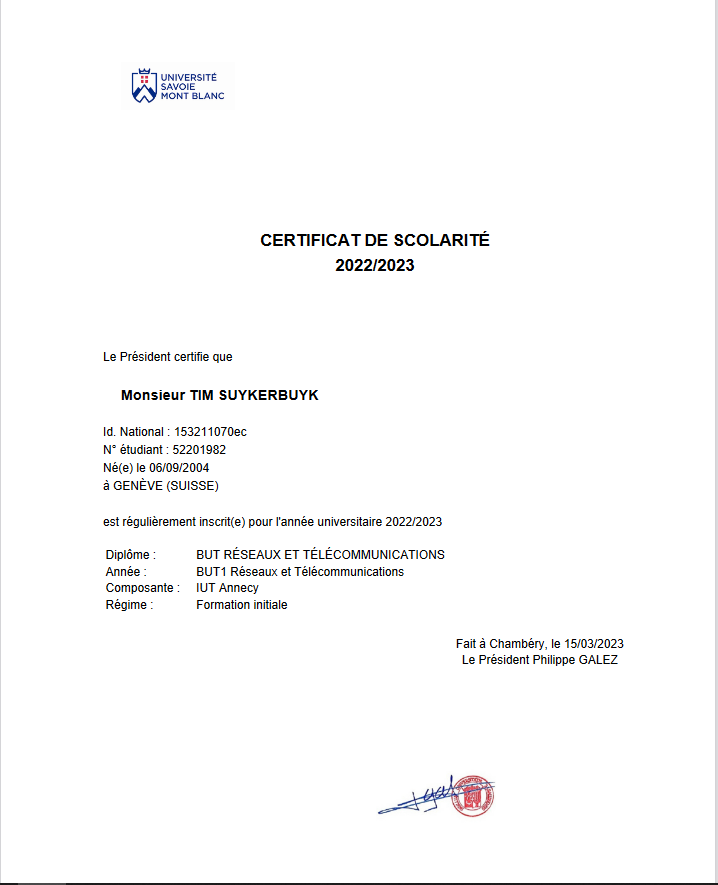 UNIVERSITÉ
SAVOIE
MONT BLANC
CERTIFICAT DE SCOLARITÉ
2022/2023
Le Président certifie que
Monsieur TIM SUYKERBUYK
Id. National : 153211070ec
N° étudiant : 52201982
Né(e) le 06/09/2004
à GENÈVE (SUISSE)
est régulièrement inscrit(e) pour l'année universitaire 2022/2023
Diplôme : BUT RÉSEAUX ET TÉLÉCOMMUNICATIONS
Année : BUT1 Réseaux et Télécommunications
Composante : IUT Annecy
Régime : Formation initiale
Fait à Chambéry, le 15/03/2023
Le Président Philippe GALEZ